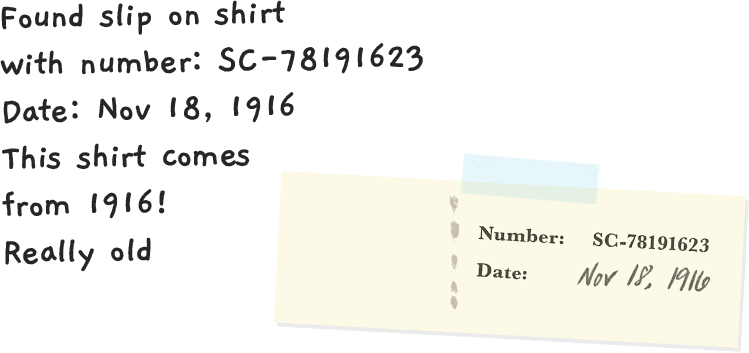 Found slip on shirt
with number: SC-78191623
Date: Nov 18, 1916
This shirt comes
from 1916!
Really old
Number: SC-78191623
Date: Nov 18, 1916